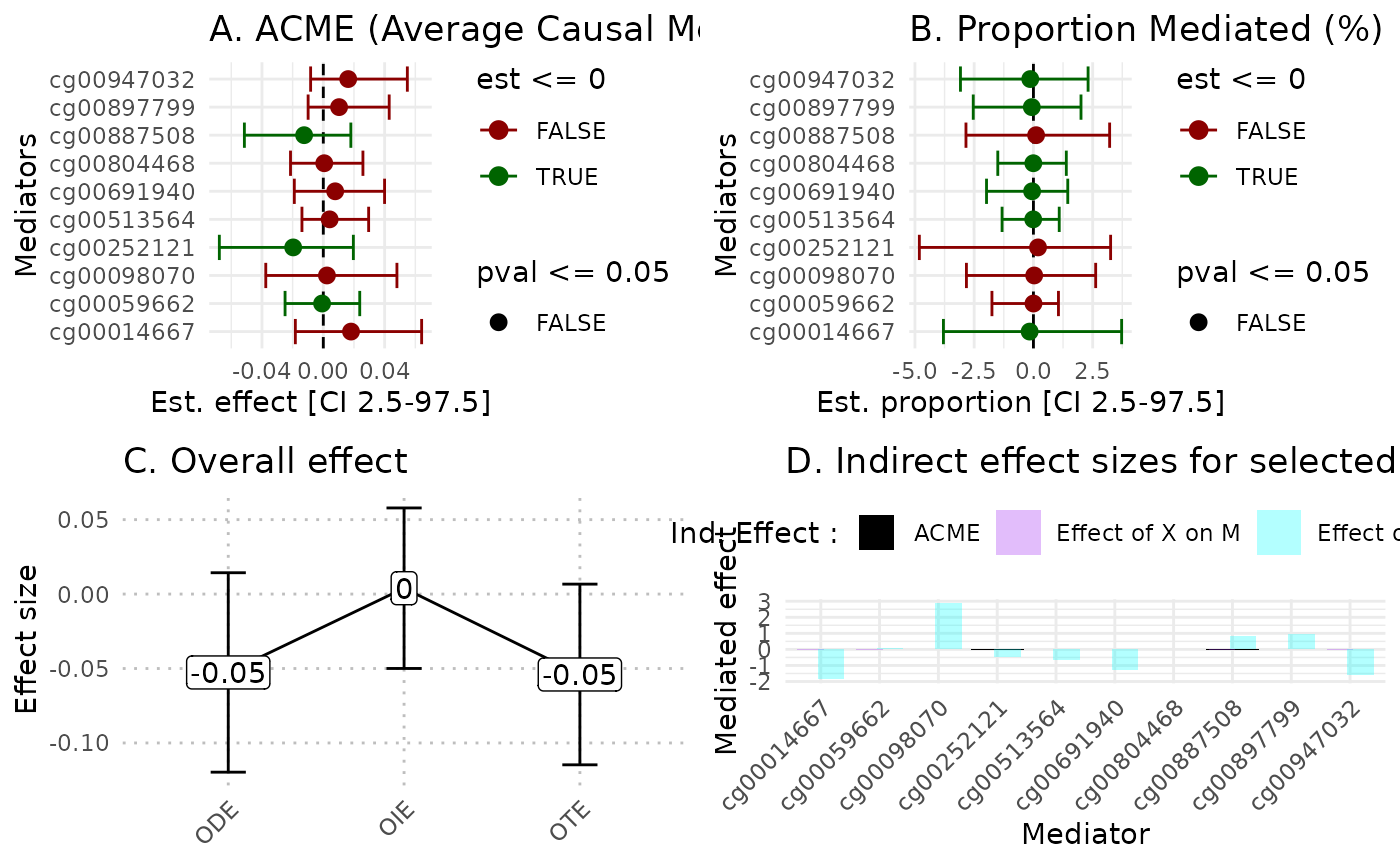 A. ACME (Average Causal Me
Mediators
cg00947032
cg00897799
cg00887508
cg00804468
cg00691940
cg00513564
cg00252121
cg00098070
cg00059662
cg00014667
-0.04 0.00 0.04
Est. effect [CI 2.5-97.5]
est <= 0
FALSE
TRUE
pval <= 0.05
FALSE
B. Proportion Mediated (%)
Mediators
cg00947032
cg00897799
cg00887508
cg00804468
cg00691940
cg00513564
cg00252121
cg00098070
cg00059662
cg00014667
-5.0 -2.5 0.0 2.5
Est. proportion [CI 2.5-97.5]
est <= 0
FALSE
TRUE
pval <= 0.05
FALSE
C. Overall effect
Effect size
0.05
0.00
-0.05
-0.10
-0.05
0
-0.05
ODE
OIE
OTE
D. Indirect effect sizes for selected
Ind. Effect :
ACME
Effect of X on M
Effect o
Mediated effect
3
2
1
0
-1
-2
cg00014667
cg00059662
cg00098070
cg00252121
cg00513564
cg00691940
cg00804468
cg00887508
cg00897799
cg00947032
Mediator